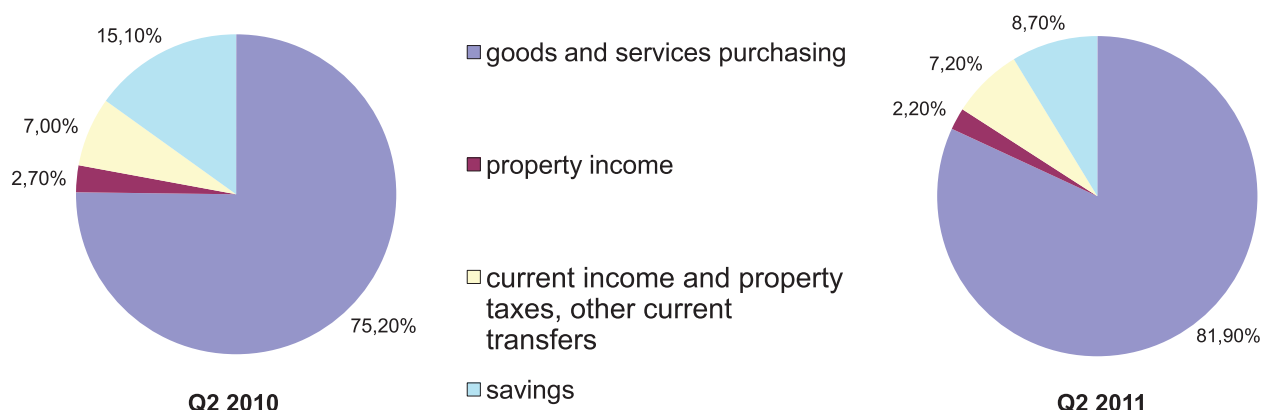 15,10%
7,00%
2,70%
75,20%
Q2 2010
goods and services purchasing
property income
current income and property
taxes, other current
transfers
savings
8,70%
7,20%
2,20%
81,90%
Q2 2011